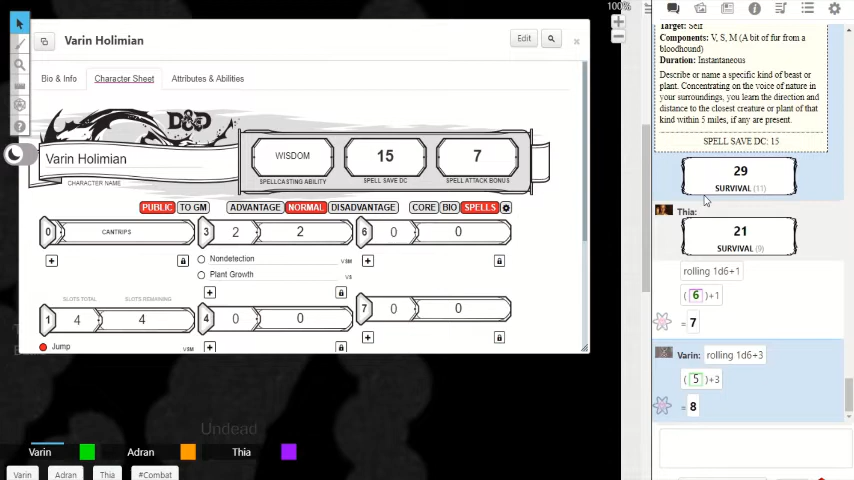 Varin Holimian
Edit
Bio & Info
Character Sheet
Attributes & Abilities
D&D
Varin Holimian
CHARACTER NAME
WISDOM
15
7
SPELLCASTING ABILITY
SPELL SAVE DC
SPELL ATTACK BONUS
PUBLIC
TO GM
ADVANTAGE
NORMAL
DISADVANTAGE
CORE
BIO
SPELLS
0
CANTRIPS
3
2
2
6
0
0
Nondetection
VSM
Plant Growth
VS
SLOTS TOTAL
SLOTS REMAINING
1
4
4
4
0
0
7
0
0
Jump
VSM
Undead
Varin
Adran
Thia
Varin
Adran
Thia
#Combat
100%
Target: Self
Components: V, S, M (A bit of fur from a
bloodhound)
Duration: Instantaneous
Describe or name a specific kind of beast or
plant. Concentrating on the voice of nature in
your surroundings, you learn the direction and
distance to the closest creature or plant of that
kind within 5 miles, if any are present.
SPELL SAVE DC: 15
29
SURVIVAL (11)
Thia:
21
SURVIVAL (9)
rolling 1d6+1
( 6 )+1
= 7
Varin: rolling 1d6+3
( 5 )+3
= 8